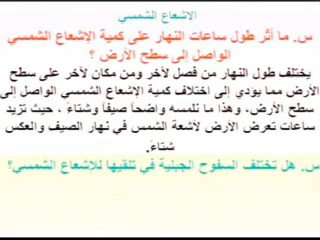 الاشعاع الشمسي
س. ما أثر طول ساعات النهار على كمية الإشعاع الشمسي
الواصل إلى سطح الأرض ؟
يختلف طول النهار من فصل لآخر ومن مكان لآخر على سطح
الأرض مما يؤدي إلى اختلاف كمية الإشعاع الشمسي الواصل إلى
سطح الأرض، وهذا ما نلمسه واضحاً صيفاً وشتاءً ، حيث تزيد
ساعات تعرض الأرض لأشعة الشمس في نهار الصيف والعكس
شتاءً.
س. هل تختلف السفوح الجبلية في تلقيها للاشعاع الشمسي؟